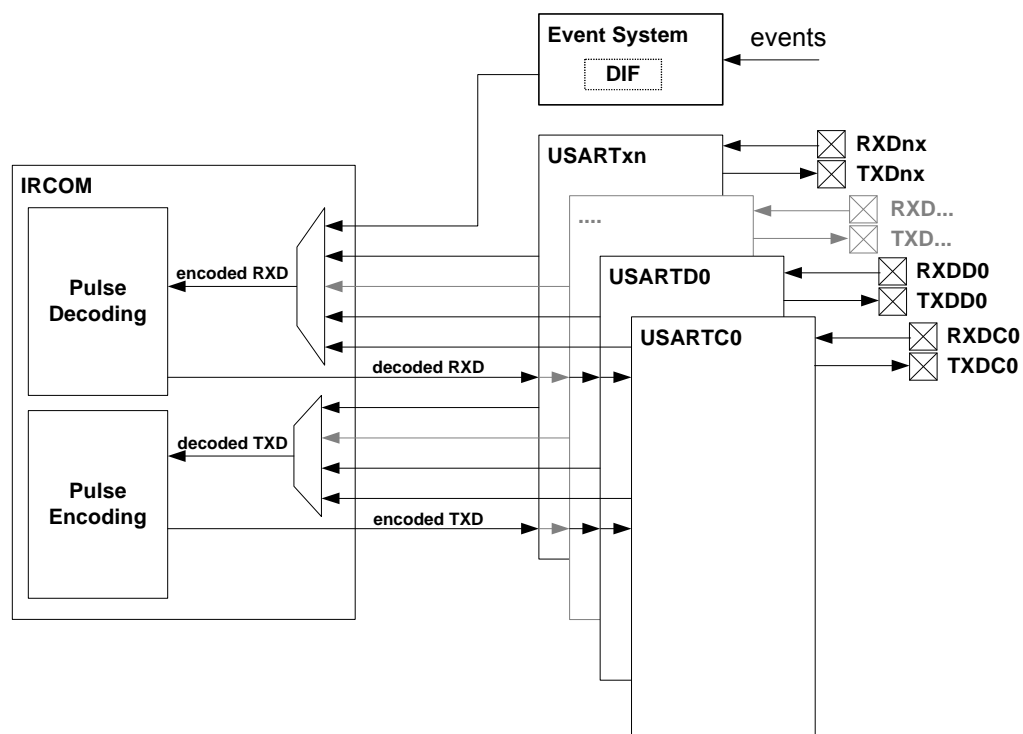 Event System
DIF
events
USARTxn
RXDnx
TXDnx
IRCOM
....
RXD...
TXD...
encoded RXD
Pulse
Decoding
USARTD0
RXDD0
TXDD0
USARTC0
RXDC0
TXDC0
decoded RXD
decoded TXD
Pulse
Encoding
encoded TXD